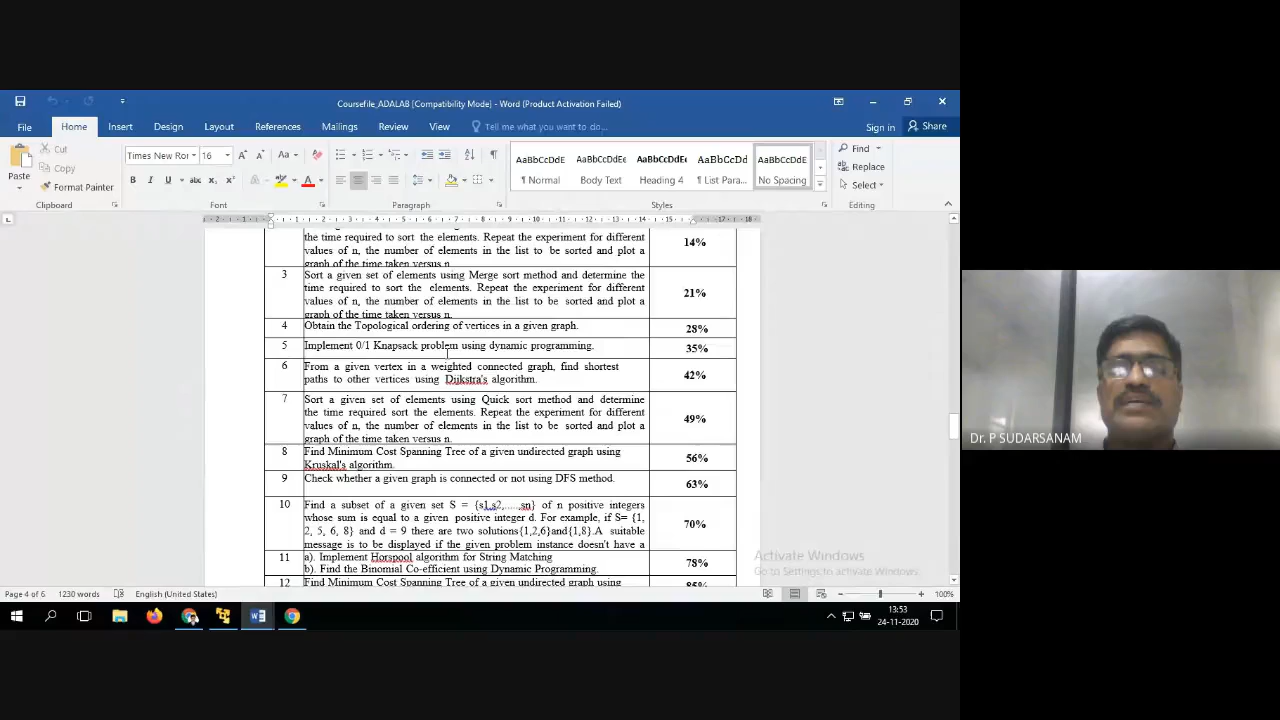 Coursefile_ADALAB [Compatibility Mode] - Word (Product Activation Failed)
File Home Insert Design Layout References Mailings Review View Tell me what you want to do... Sign in Share
Paste Cut Copy Format Painter
Clipboard
Times New Ror 16
Font
Paragraph
AaBbCcDdE ¶ Normal
AaBbCcDdEe Body Text
AaBbCcDdEe Heading 4
AaBbCcDd ¶ List Para...
AaBbCcDdE No Spacing
Styles
Find
Replace
Select
Editing
the time required to sort the elements. Repeat the experiment for different
values of n, the number of elements in the list to be sorted and plot a
graph of the time taken versus n.
14%
3 Sort a given set of elements using Merge sort method and determine the
time required to sort the elements. Repeat the experiment for different
values of n, the number of elements in the list to be sorted and plot a
graph of the time taken versus n.
21%
4 Obtain the Topological ordering of vertices in a given graph. 28%
5 Implement 0/1 Knapsack problem using dynamic programming. 35%
6 From a given vertex in a weighted connected graph, find shortest
paths to other vertices using Dijkstra's algorithm.
42%
7 Sort a given set of elements using Quick sort method and determine
the time required sort the elements. Repeat the experiment for different
values of n, the number of elements in the list to be sorted and plot a
graph of the time taken versus n.
49%
8 Find Minimum Cost Spanning Tree of a given undirected graph using
Kruskal's algorithm.
56%
9 Check whether a given graph is connected or not using DFS method. 63%
10 Find a subset of a given set S = {s1,s2,.....,sn} of n positive integers
whose sum is equal to a given positive integer d. For example, if S= {1,
2, 5, 6, 8} and d = 9 there are two solutions{1,2,6}and{1,8}.A suitable
message is to be displayed if the given problem instance doesn't have a
70%
11 a). Implement Horspool algorithm for String Matching
b). Find the Binomial Co-efficient using Dynamic Programming.
78%
12 Find Minimum Cost Spanning Tree of a given undirected graph using 85%
Activate Windows
Go to Settings to activate Windows.
Page 4 of 6 1230 words English (United States) 100%
13:53
24-11-2020
Dr. P SUDARSANAM